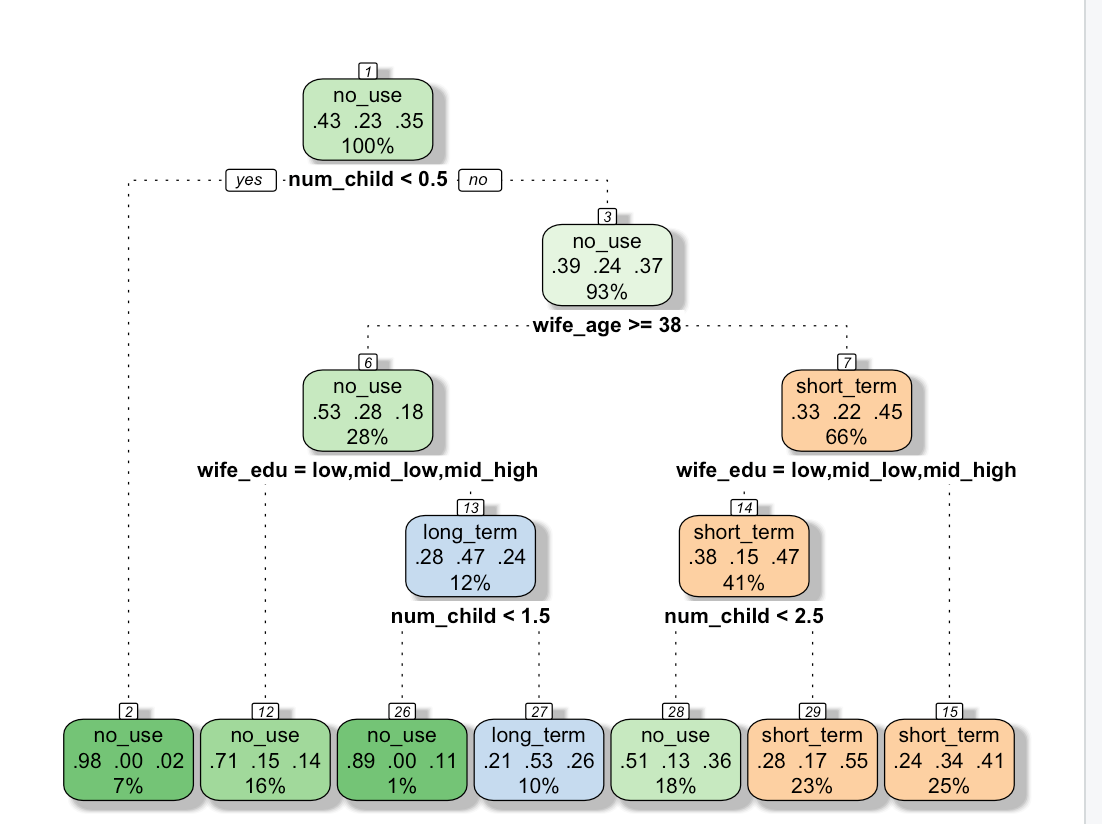 1
no_use
.43 .23 .35
100%
yes num_child < 0.5 no
3
no_use
.39 .24 .37
93%
wife_age >= 38
6
no_use
.53 .28 .18
28%
7
short_term
.33 .22 .45
66%
wife_edu = low,mid_low,mid_high
wife_edu = low,mid_low,mid_high
13
long_term
.28 .47 .24
12%
14
short_term
.38 .15 .47
41%
num_child < 1.5
num_child < 2.5
2
no_use
.98 .00 .02
7%
12
no_use
.71 .15 .14
16%
26
no_use
.89 .00 .11
1%
27
long_term
.21 .53 .26
10%
28
no_use
.51 .13 .36
18%
29
short_term
.28 .17 .55
23%
15
short_term
.24 .34 .41
25%